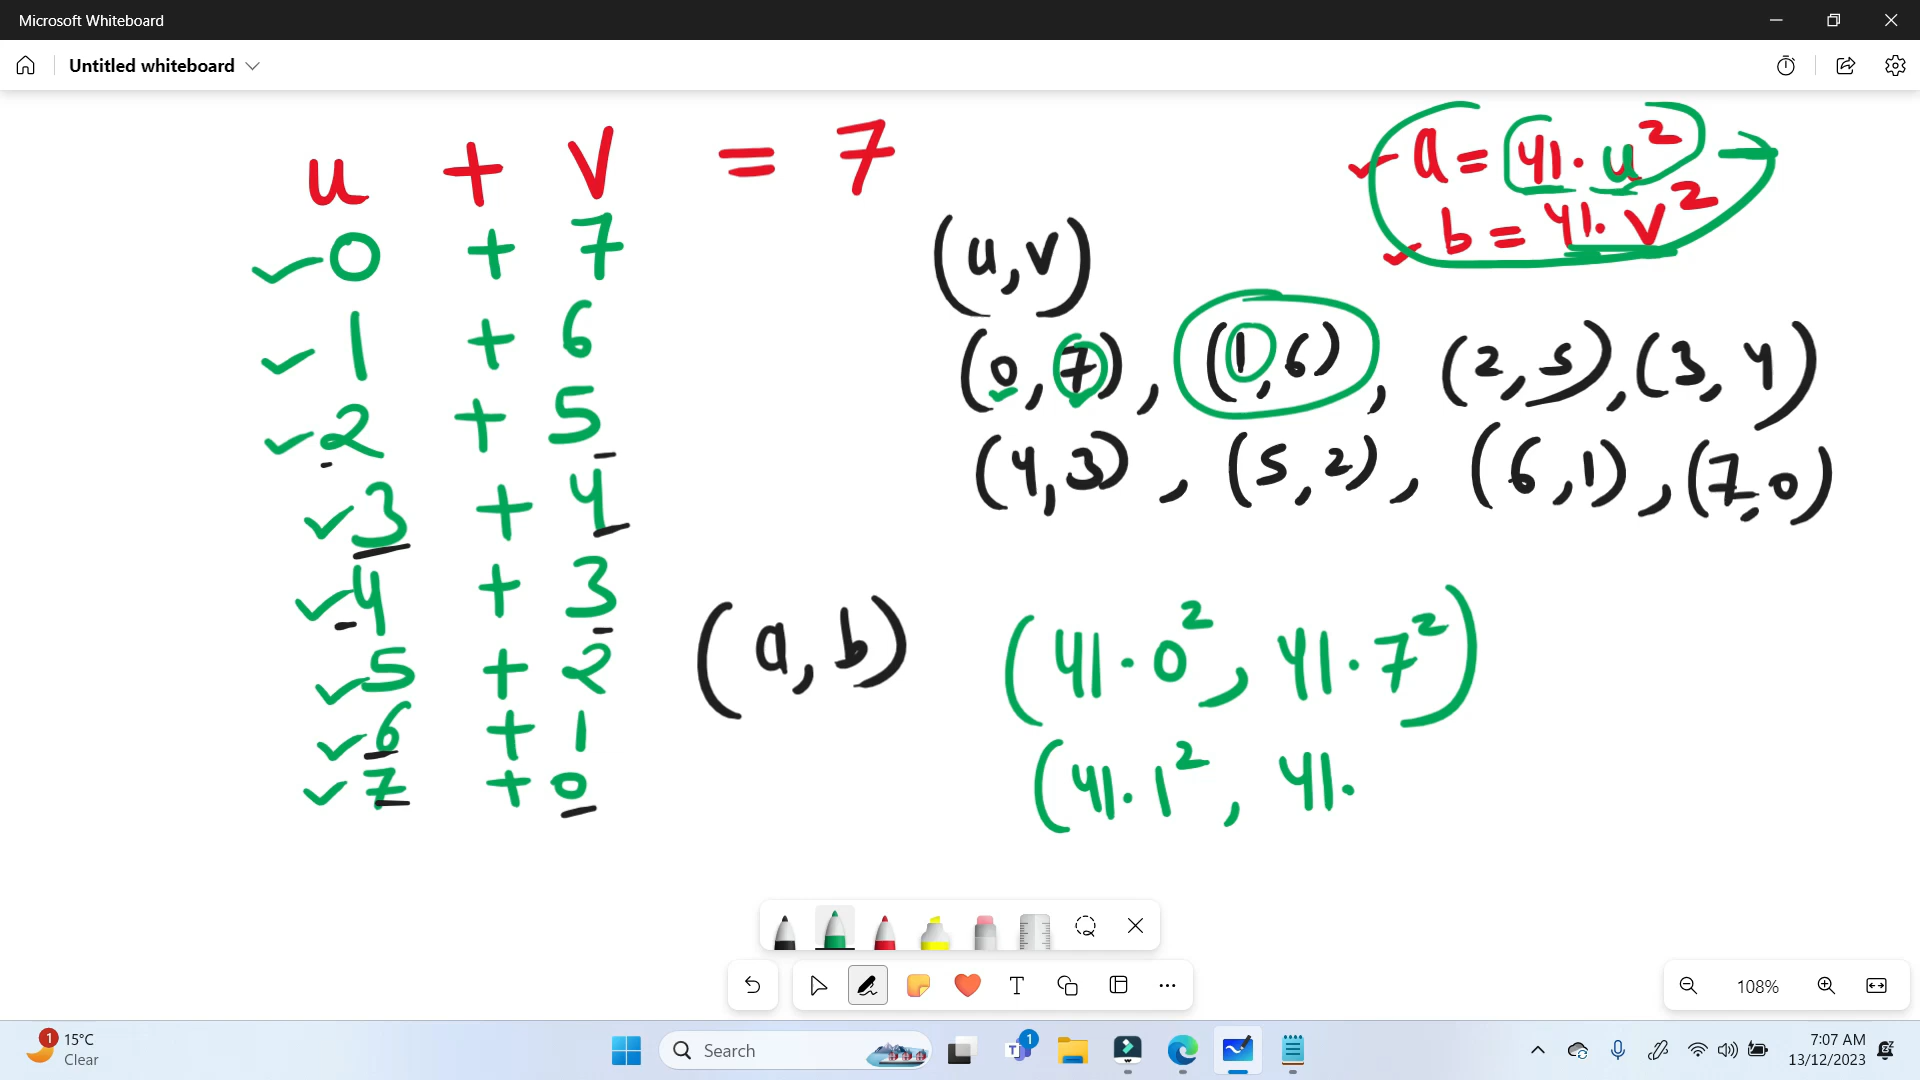 Microsoft Whiteboard
Untitled whiteboard
u + v = 7
0 + 7
1 + 6
2 + 5
3 + 4
4 + 3
5 + 2
6 + 1
7 + 0
a = 41 · u²
b = 41 · v²
(u, v)
(0, 7), (1, 6), (2, 5), (3, 4)
(4, 3), (5, 2), (6, 1), (7, 0)
(a, b)
(41 · 0², 41 · 7²)
(41 · 1², 41 ·
108%
1
15°C
Clear
Search
1
7:07 AM
13/12/2023